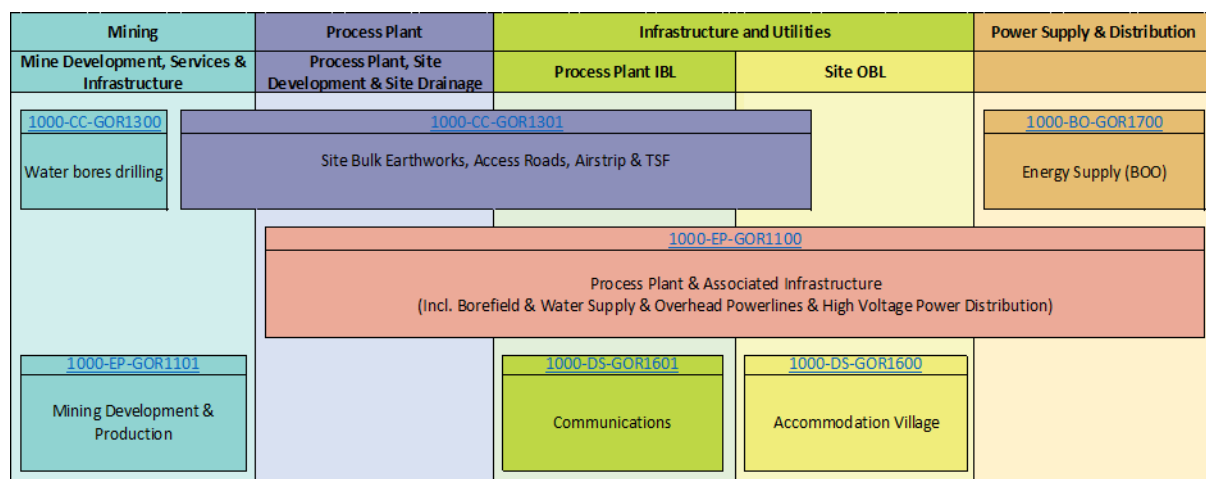 Mining
Process Plant
Infrastructure and Utilities
Power Supply & Distribution
Mine Development, Services &
Infrastructure
Process Plant, Site
Development & Site Drainage
Process Plant IBL
Site OBL
1000-CC-GOR1300
Water bores drilling
1000-CC-GOR1301
Site Bulk Earthworks, Access Roads, Airstrip & TSF
1000-BO-GOR1700
Energy Supply (BOO)
1000-EP-GOR1100
Process Plant & Associated Infrastructure
(Incl. Borefield & Water Supply & Overhead Powerlines & High Voltage Power Distribution)
1000-EP-GOR1101
Mining Development &
Production
1000-DS-GOR1601
Communications
1000-DS-GOR1600
Accommodation Village